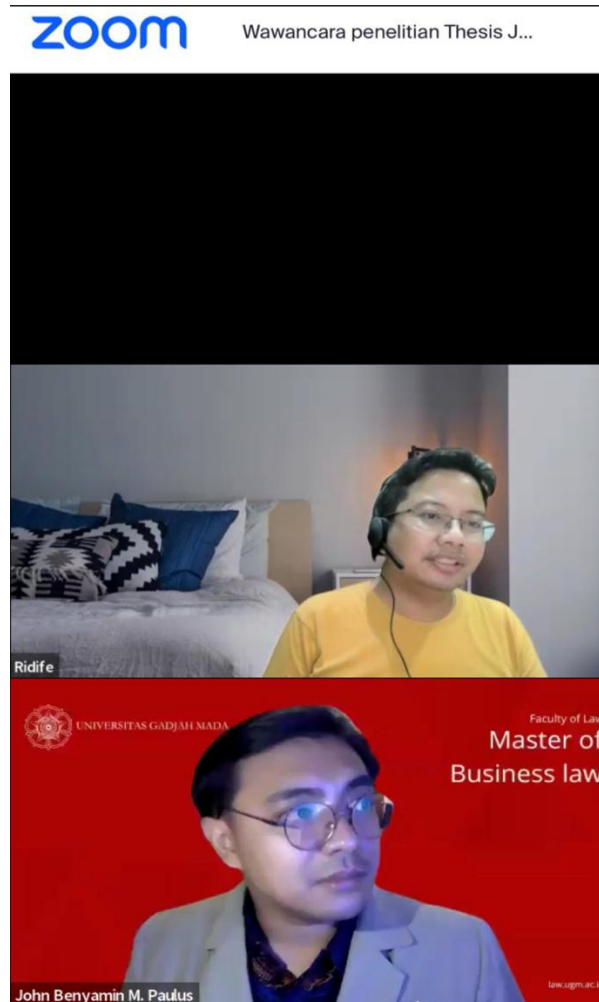 zoom
Wawancara penelitian Thesis J...
Ridife
UNIVERSITAS GADJAH MADA
Faculty of Law
Master of
Business law
law.ugm.ac.i
John Benyamin M. Paulus